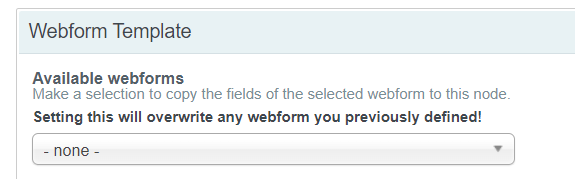 Webform Template
Available webforms
Make a selection to copy the fields of the selected webform to this node.
Setting this will overwrite any webform you previously defined!
- none -